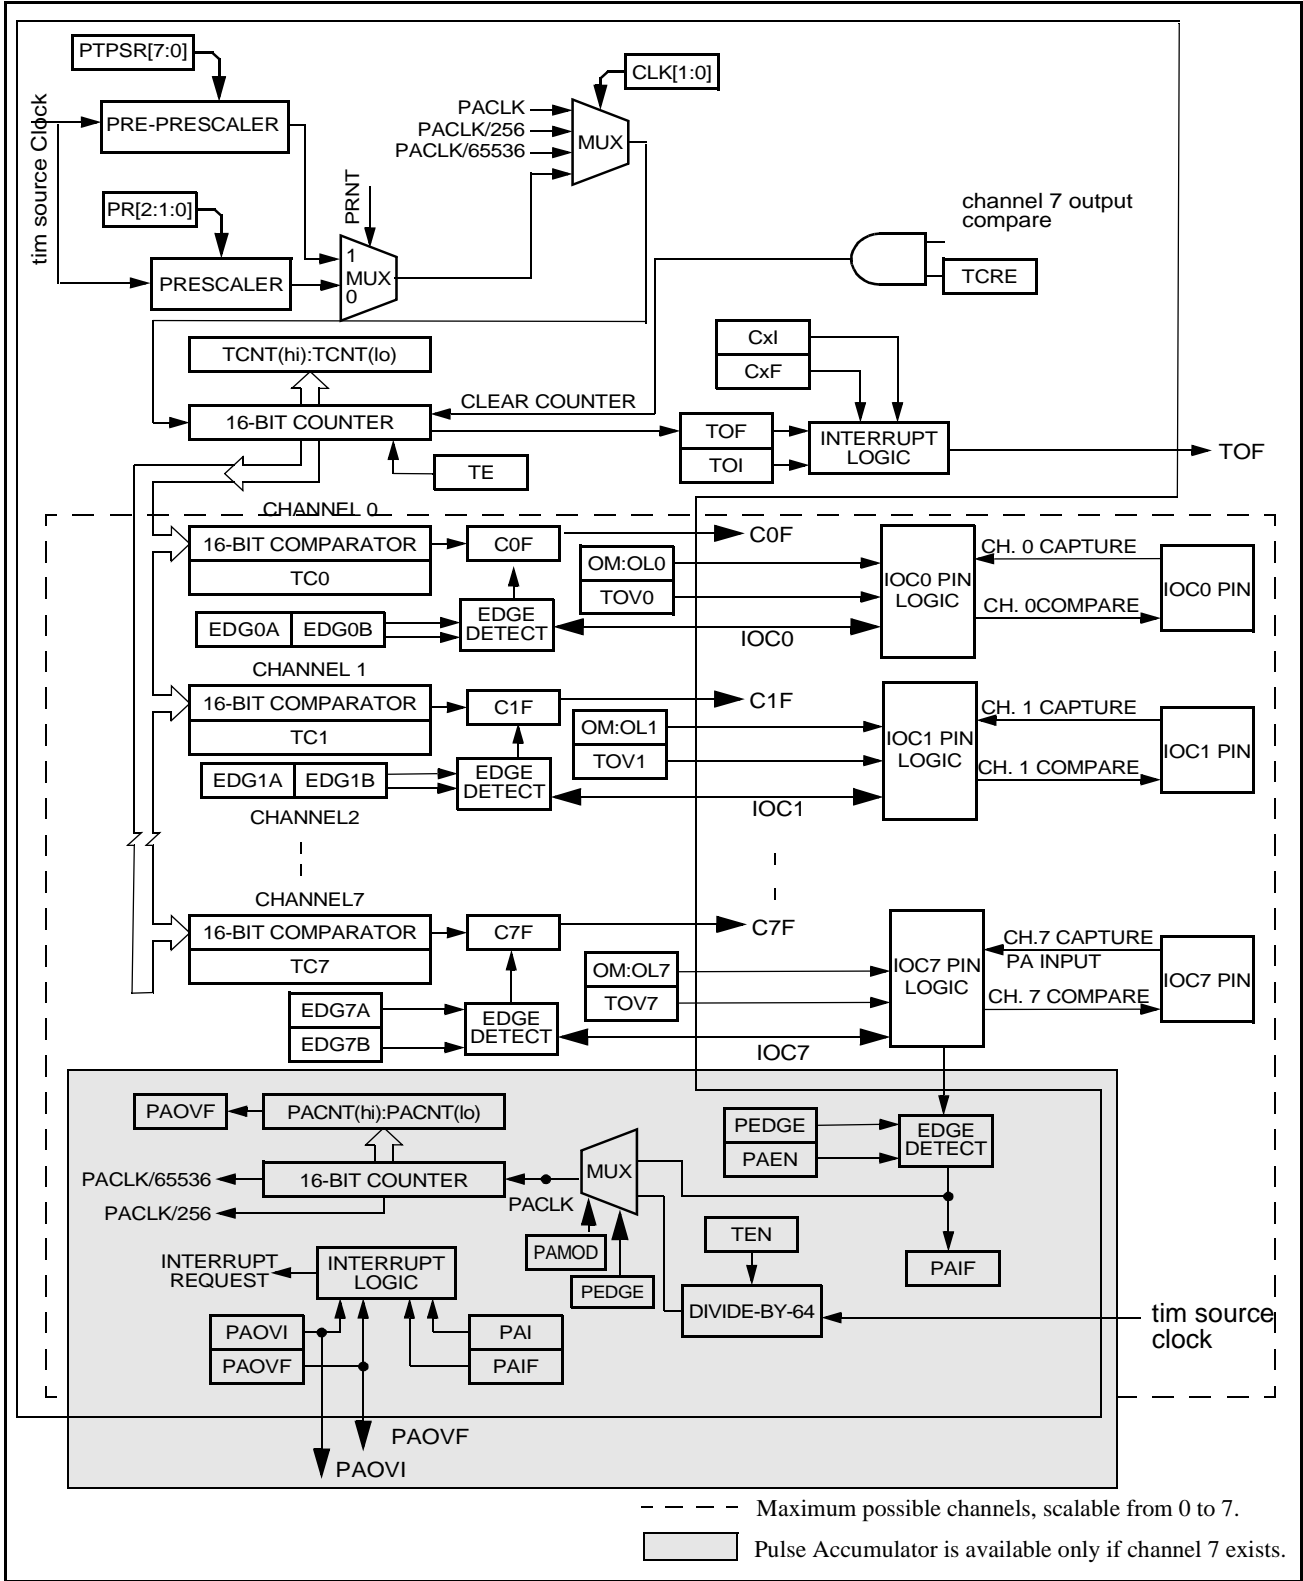 PTPSR[7:0]
CLK[1:0]
tim source Clock
PRE-PRESCALER
PACLK
PACLK/256
PACLK/65536
MUX
PR[2:1:0]
PRNT
channel 7 output
compare
1
MUX
0
PRESCALER
TCRE
TCNT(hi):TCNT(lo)
CxI
CxF
CLEAR COUNTER
16-BIT COUNTER
TOF
TOI
INTERRUPT
LOGIC
TOF
TE
CHANNEL 0
16-BIT COMPARATOR
TC0
C0F
C0F
OM:OL0
TOV0
IOC0 PIN
LOGIC
CH. 0 CAPTURE
CH. 0COMPARE
IOC0 PIN
EDG0A
EDG0B
EDGE
DETECT
IOC0
CHANNEL 1
16-BIT COMPARATOR
TC1
C1F
C1F
OM:OL1
TOV1
IOC1 PIN
LOGIC
CH. 1 CAPTURE
CH. 1 COMPARE
IOC1 PIN
EDG1A
EDG1B
EDGE
DETECT
IOC1
CHANNEL2
CHANNEL7
16-BIT COMPARATOR
TC7
C7F
C7F
OM:OL7
TOV7
IOC7 PIN
LOGIC
CH.7 CAPTURE
PA INPUT
CH. 7 COMPARE
IOC7 PIN
EDG7A
EDG7B
EDGE
DETECT
IOC7
PAOVF
PACNT(hi):PACNT(lo)
PEDGE
PAEN
EDGE
DETECT
PACLK/65536
16-BIT COUNTER
MUX
PACLK
PACLK/256
TEN
PAMOD
PAIF
INTERRUPT
REQUEST
INTERRUPT
LOGIC
PEDGE
DIVIDE-BY-64
tim source
clock
PAOVI
PAOVF
PAI
PAIF
PAOVF
PAOVI
Maximum possible channels, scalable from 0 to 7.
Pulse Accumulator is available only if channel 7 exists.